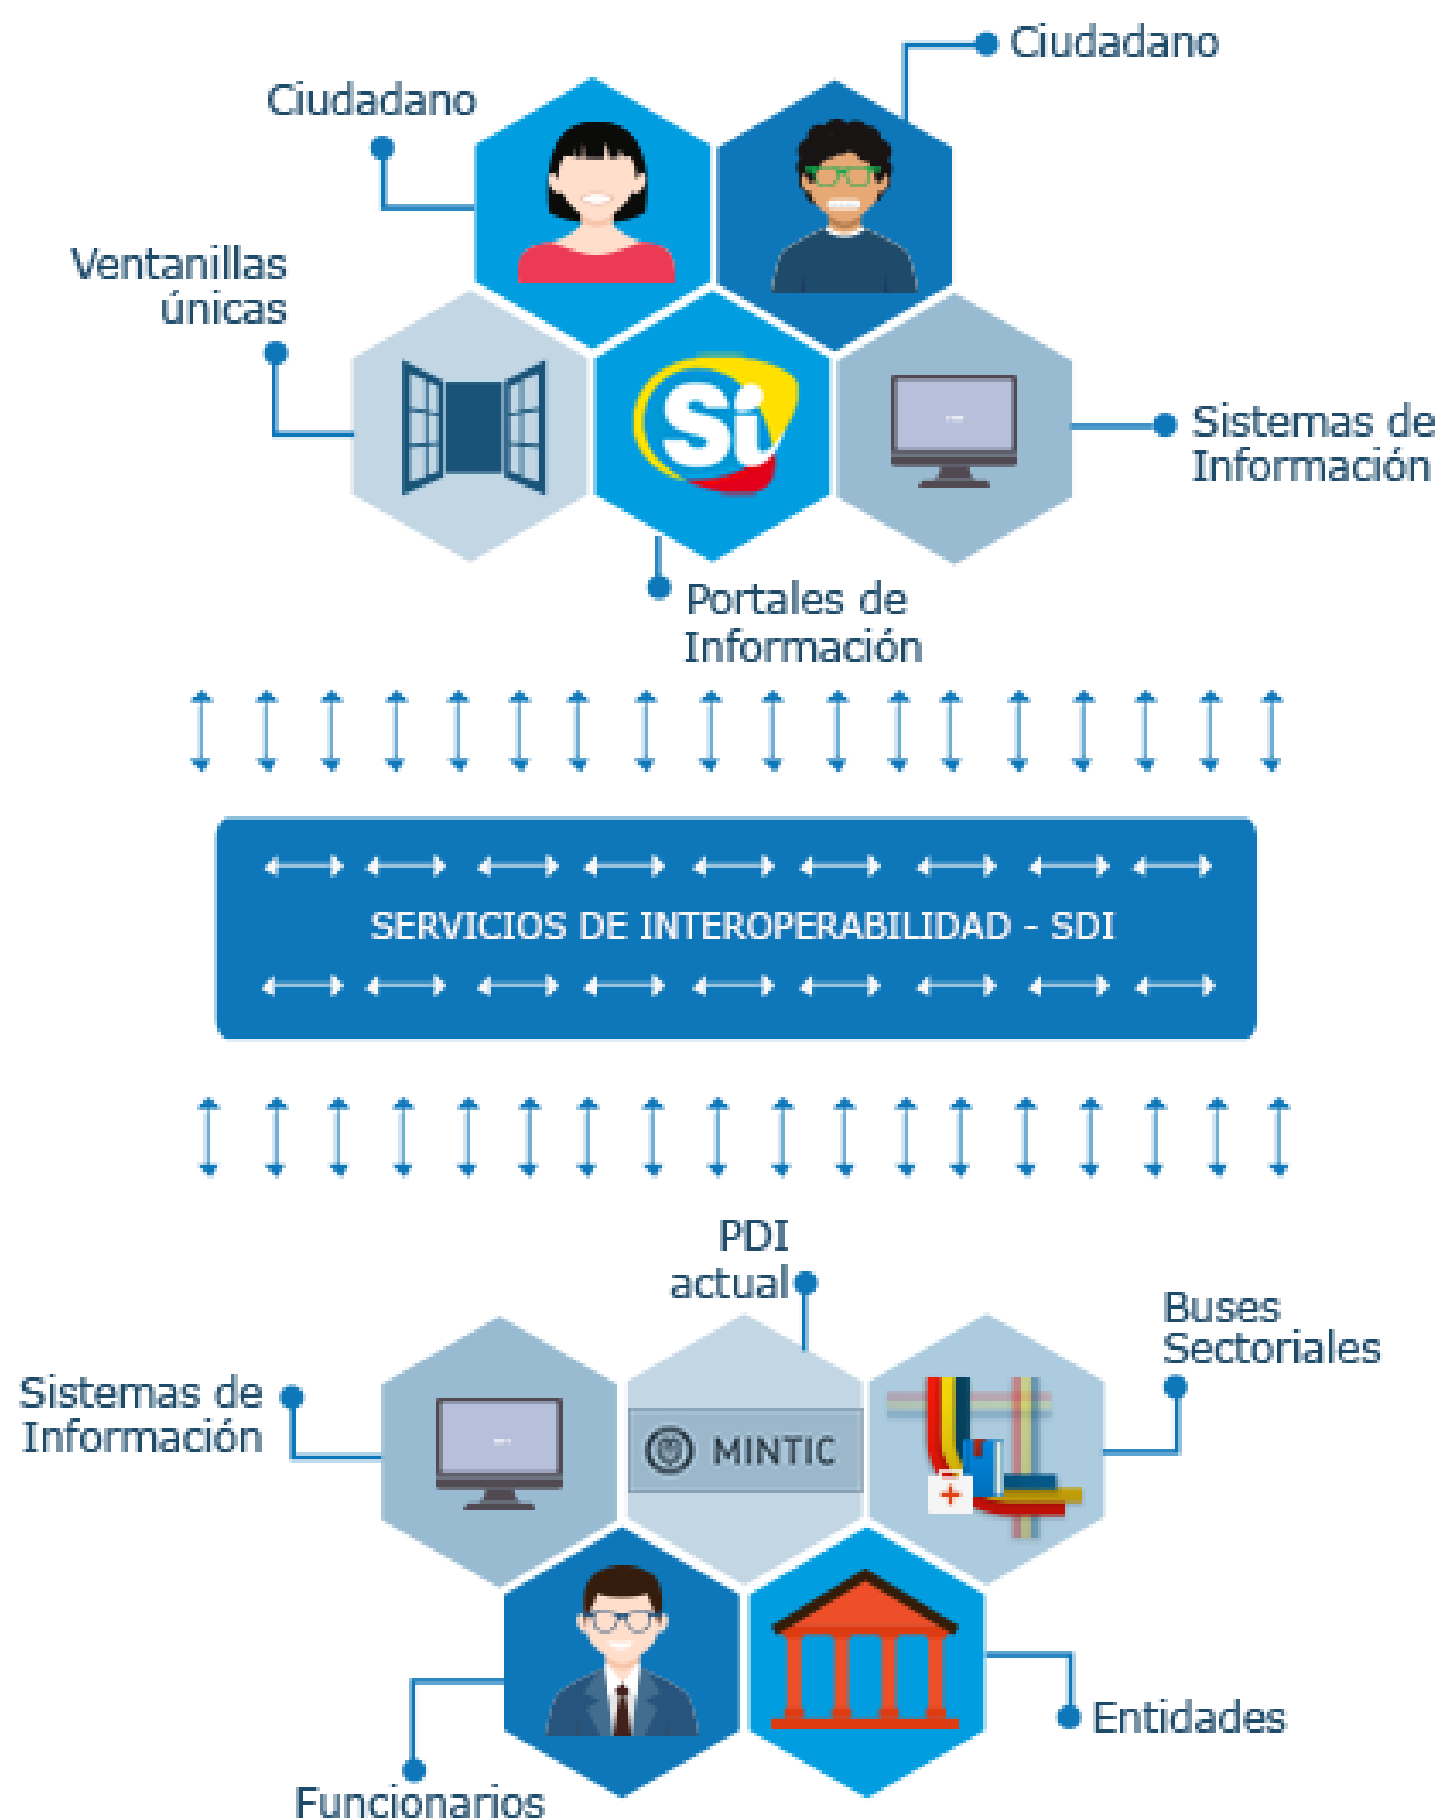 Ciudadano
Ciudadano
Ventanillas
únicas
Si
Sistemas de
Información
Portales de
Información
SERVICIOS DE INTEROPERABILIDAD - SDI
PDI
actual
Buses
Sectoriales
Sistemas de
Información
MINTIC
Entidades
Funcionarios